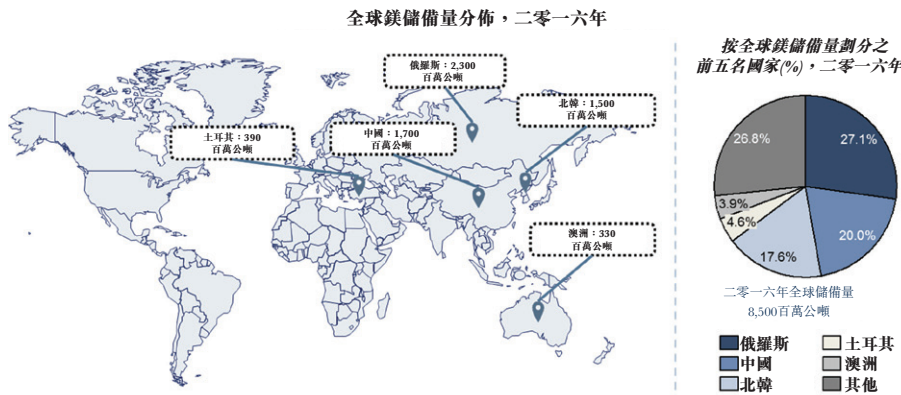 全球鎂儲備量分佈，二零一六年
俄羅斯：2,300
百萬公噸
北韓：1,500
百萬公噸
土耳其：390
百萬公噸
中國：1,700
百萬公噸
澳洲：330
百萬公噸
按全球鎂儲備量劃分之
前五名國家(%)，二零一六年
26.8%
27.1%
3.9%
4.6%
17.6%
20.0%
二零一六年全球儲備量
8,500百萬公噸
俄羅斯
土耳其
中國
澳洲
北韓
其他